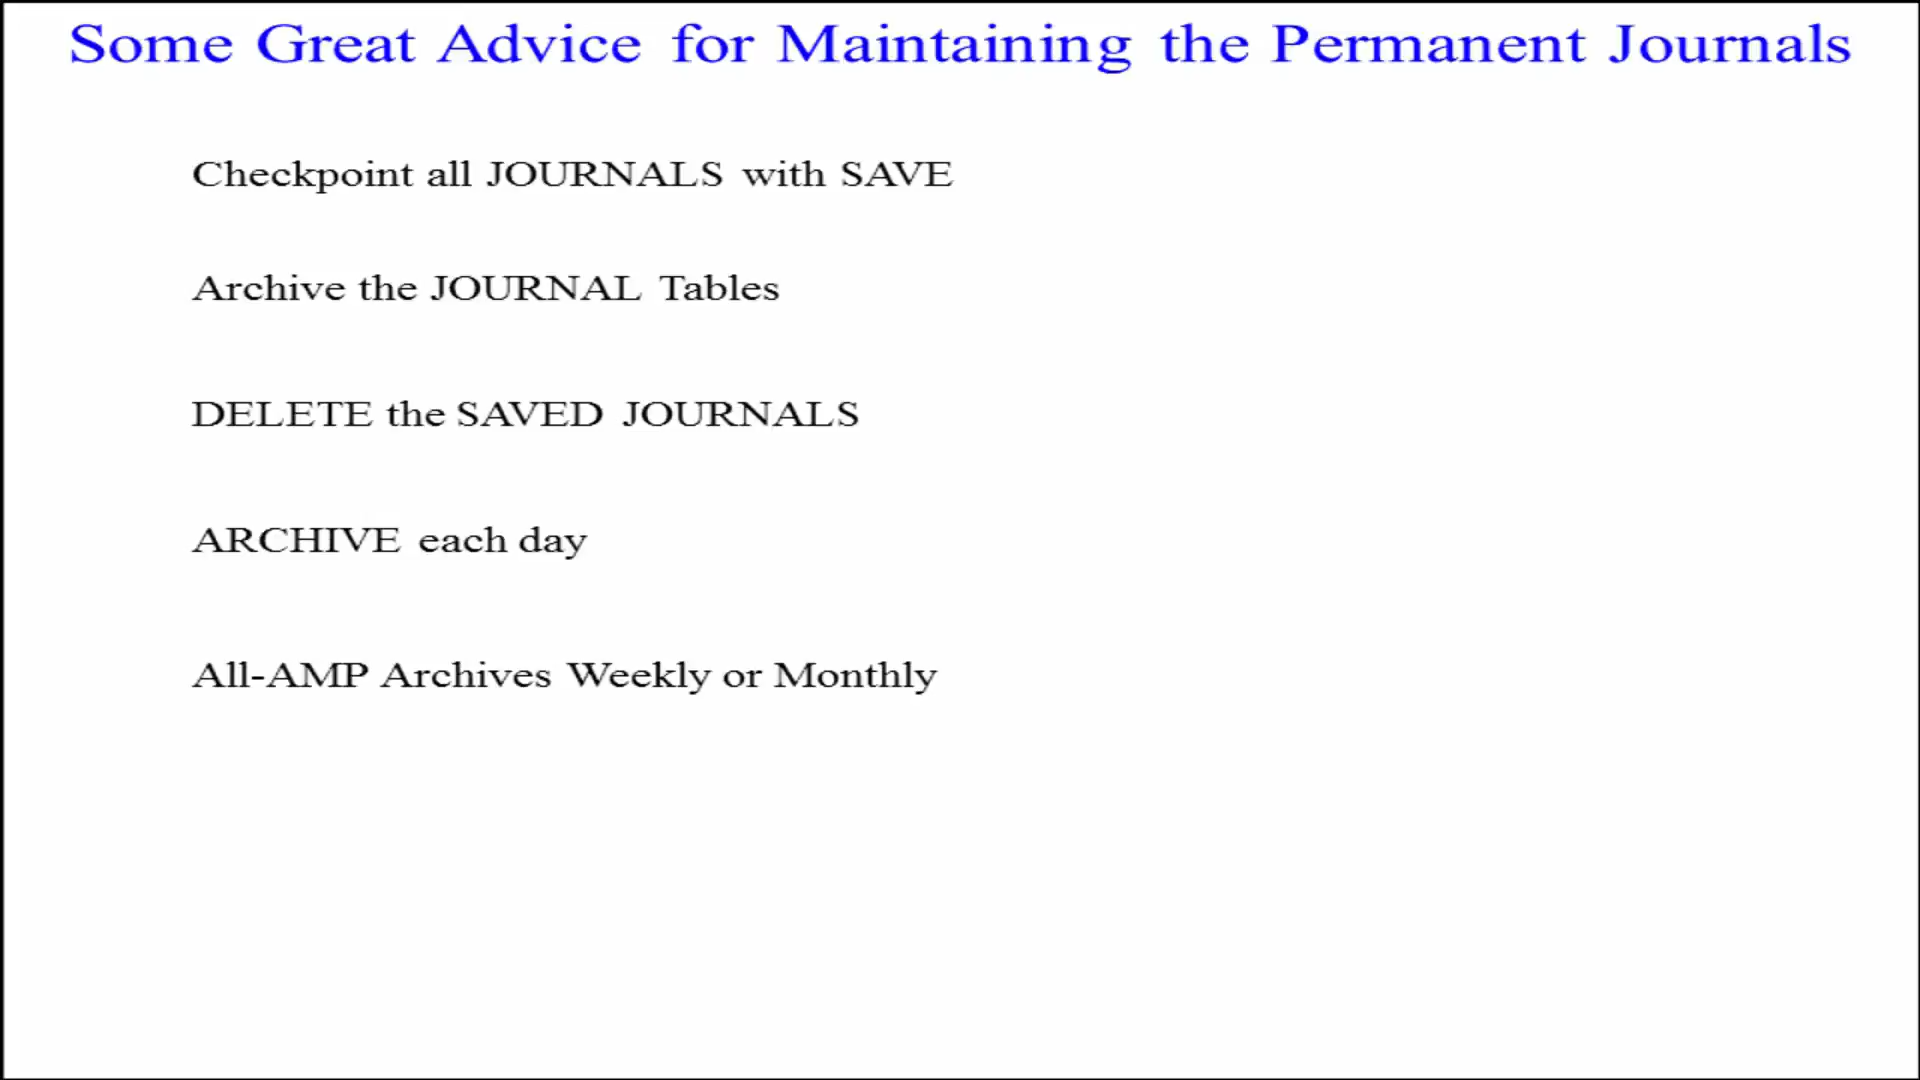 Some Great Advice for Maintaining the Permanent Journals
Checkpoint all JOURNALS with SAVE
Archive the JOURNAL Tables
DELETE the SAVED JOURNALS
ARCHIVE each day
All-AMP Archives Weekly or Monthly